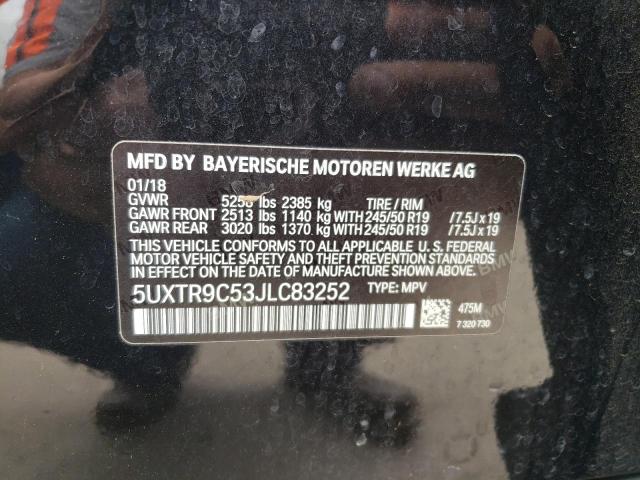 MFD BY BAYERISCHE MOTOREN WERKE AG
01/18
GVWR 5258 lbs 2385 kg TIRE / RIM
GAWR FRONT 2513 lbs 1140 kg WITH 245/50 R19 / 7.5J x 19
GAWR REAR 3020 lbs 1370 kg WITH 245/50 R19 / 7.5J x 19
THIS VEHICLE CONFORMS TO ALL APPLICABLE U. S. FEDERAL
MOTOR VEHICLE SAFETY AND THEFT PREVENTION STANDARDS
IN EFFECT ON THE DATE OF MANUFACTURE SHOWN ABOVE.
5UXTR9C53JLC83252 TYPE: MPV
475M
7 320 730